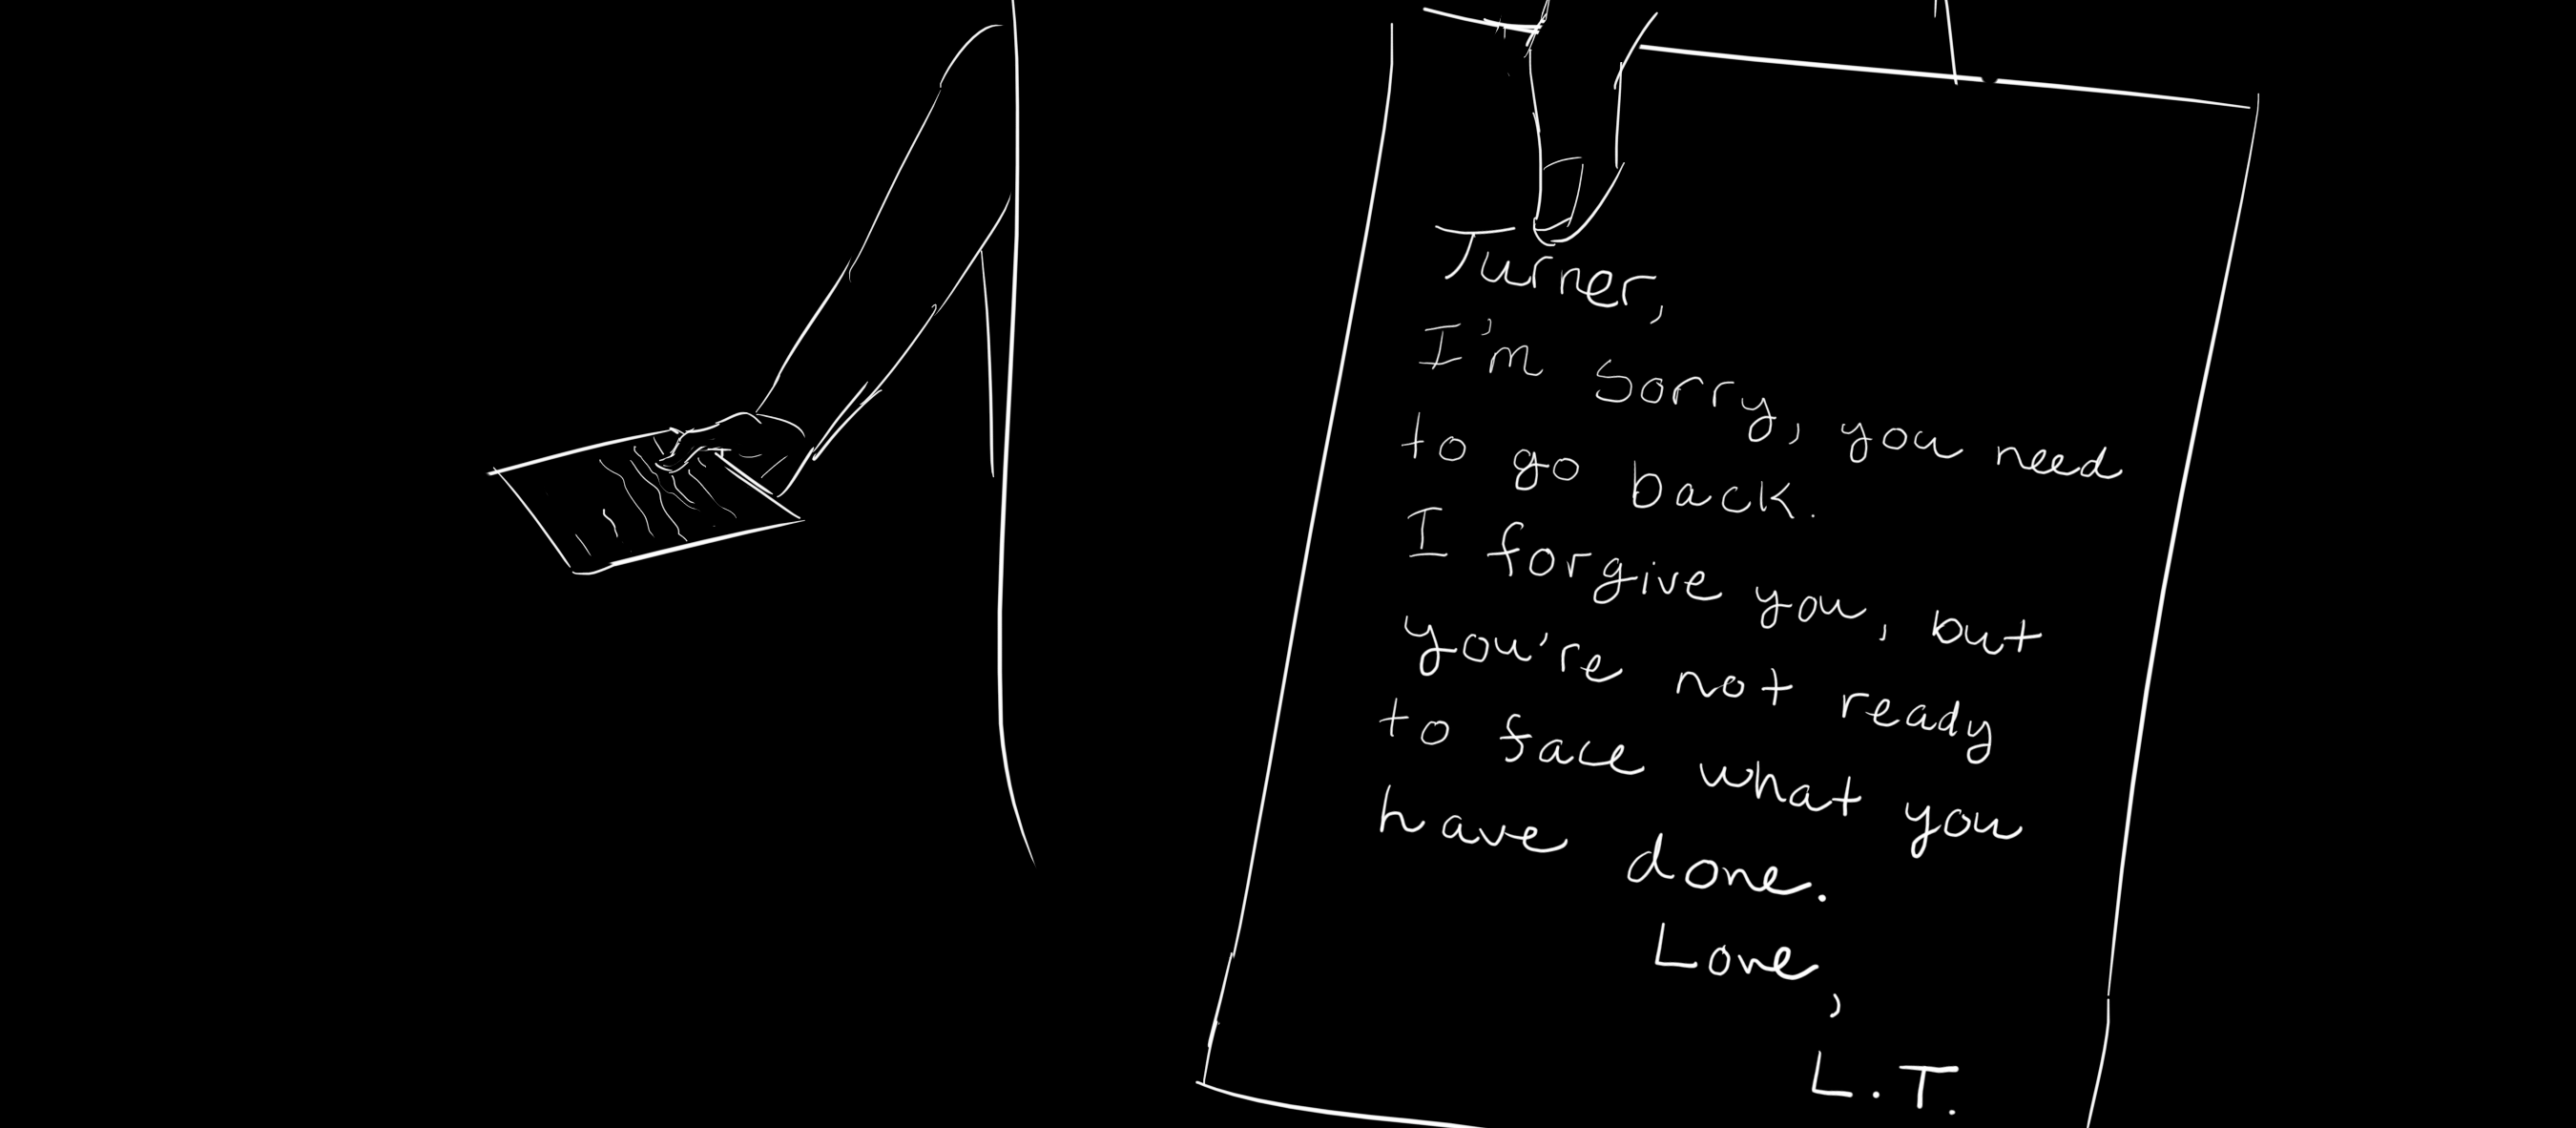 Turner,
I'm sorry, you need
to go back.
I forgive you, but
you're not ready
to face what you
have done.
Love,
L.T.